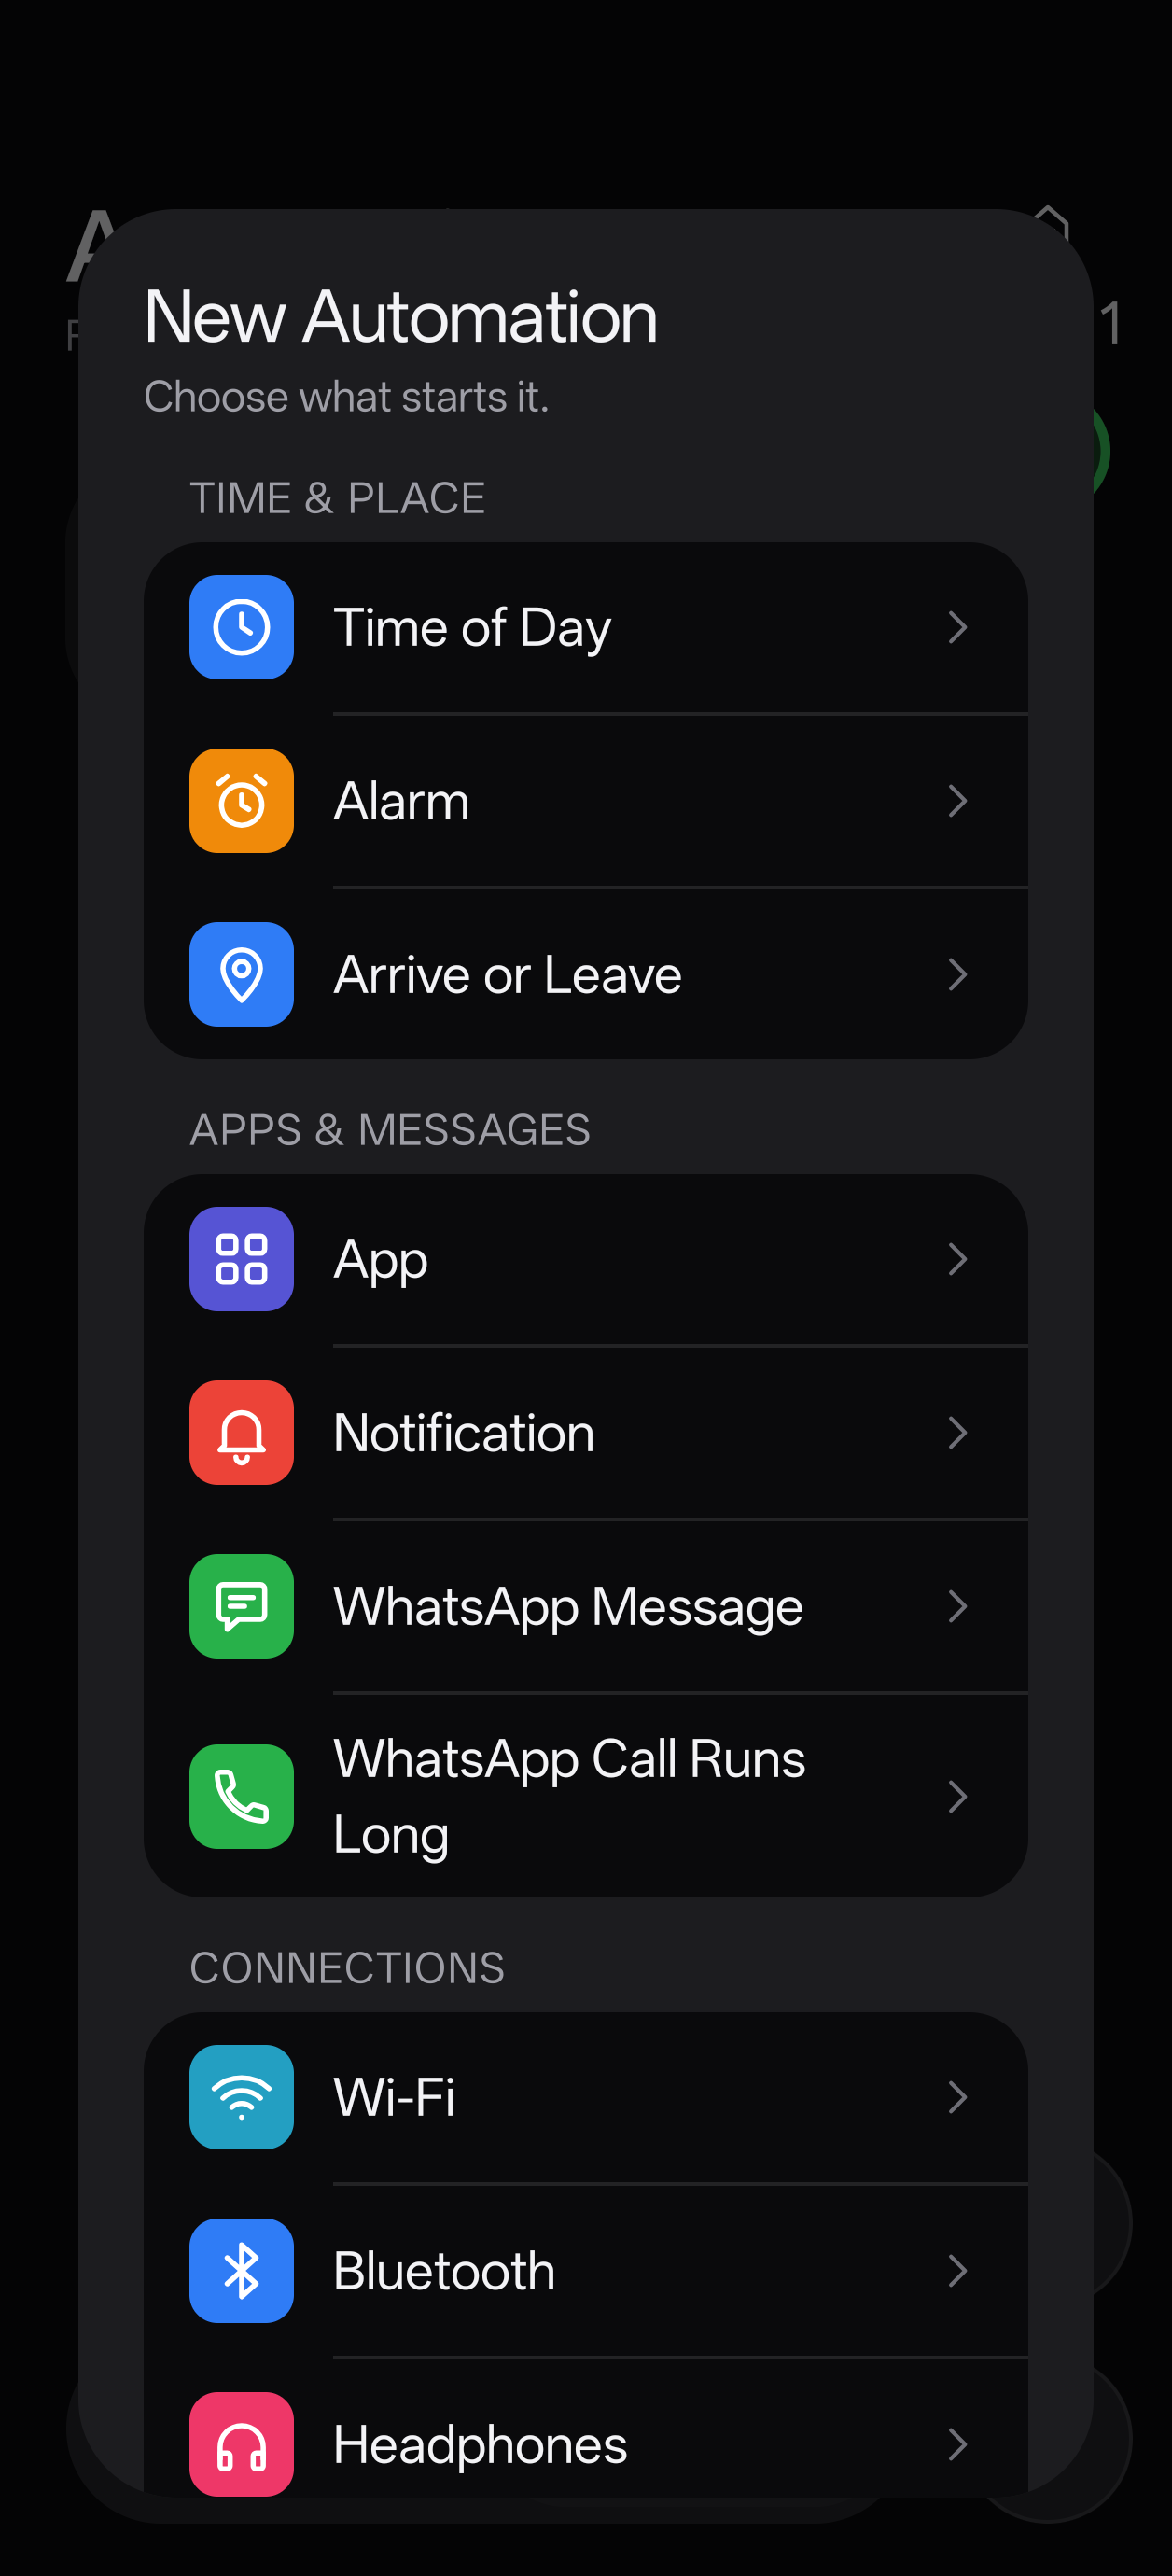 New Automation
Choose what starts it.
1
TIME & PLACE
Time of Day
Alarm
Arrive or Leave
APPS & MESSAGES
App
Notification
WhatsApp Message
WhatsApp Call Runs
Long
CONNECTIONS
Wi-Fi
Bluetooth
Headphones